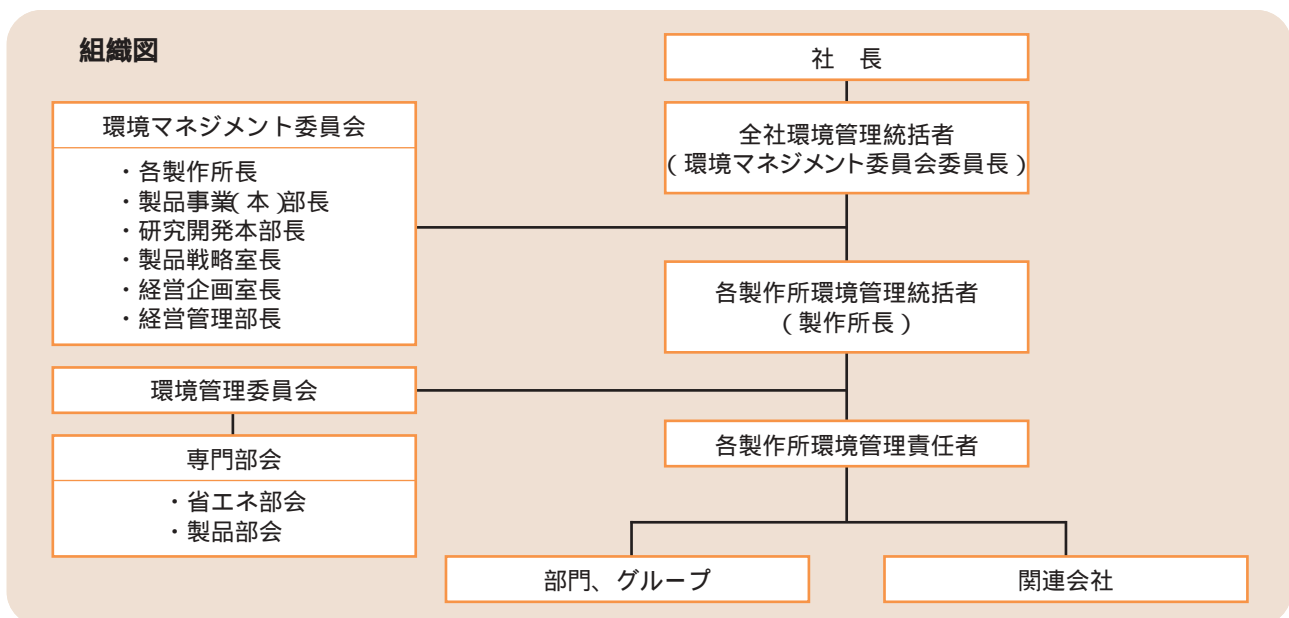 組織図
社　長
全社環境管理統括者
(環境マネジメント委員会委員長)
環境マネジメント委員会
・各製作所長
・製品事業(本)部長
・研究開発本部長
・製品戦略室長
・経営企画室長
・経営管理部長
各製作所環境管理統括者
(製作所長)
環境管理委員会
各製作所環境管理責任者
専門部会
・省エネ部会
・製品部会
部門、グループ
関連会社